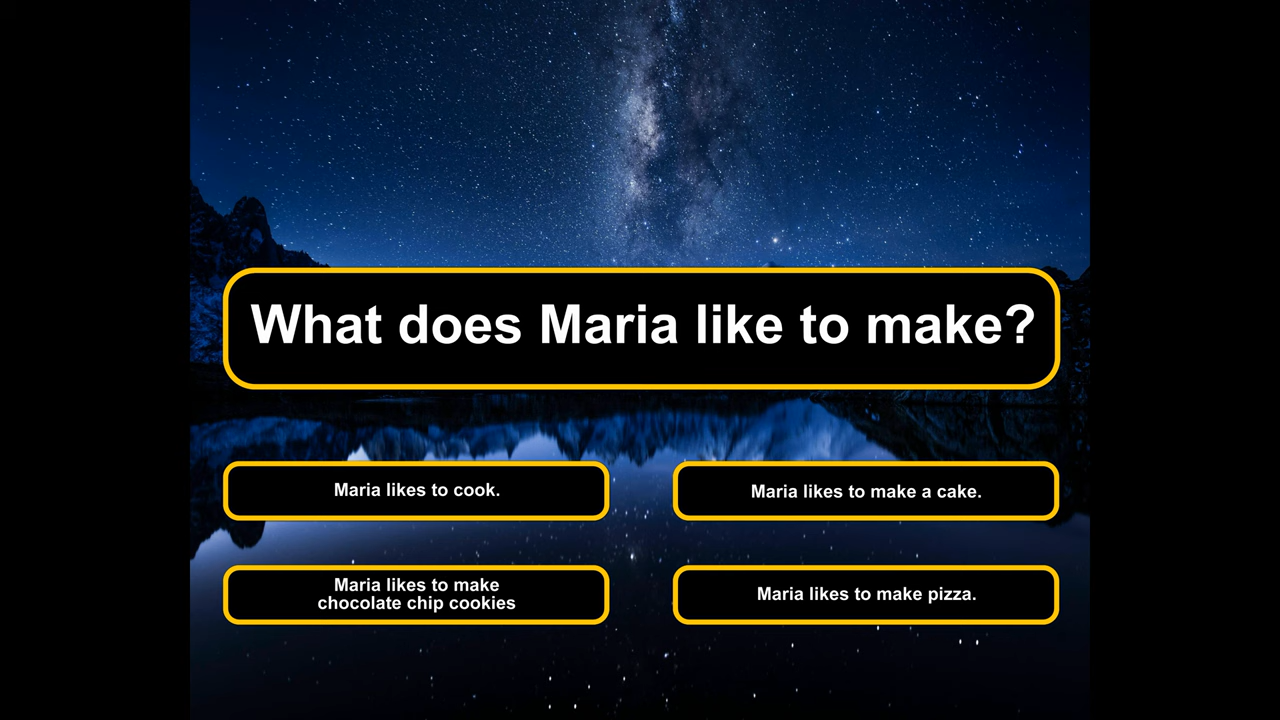 What does Maria like to make?
Maria likes to cook.
Maria likes to make a cake.
Maria likes to make
chocolate chip cookies
Maria likes to make pizza.